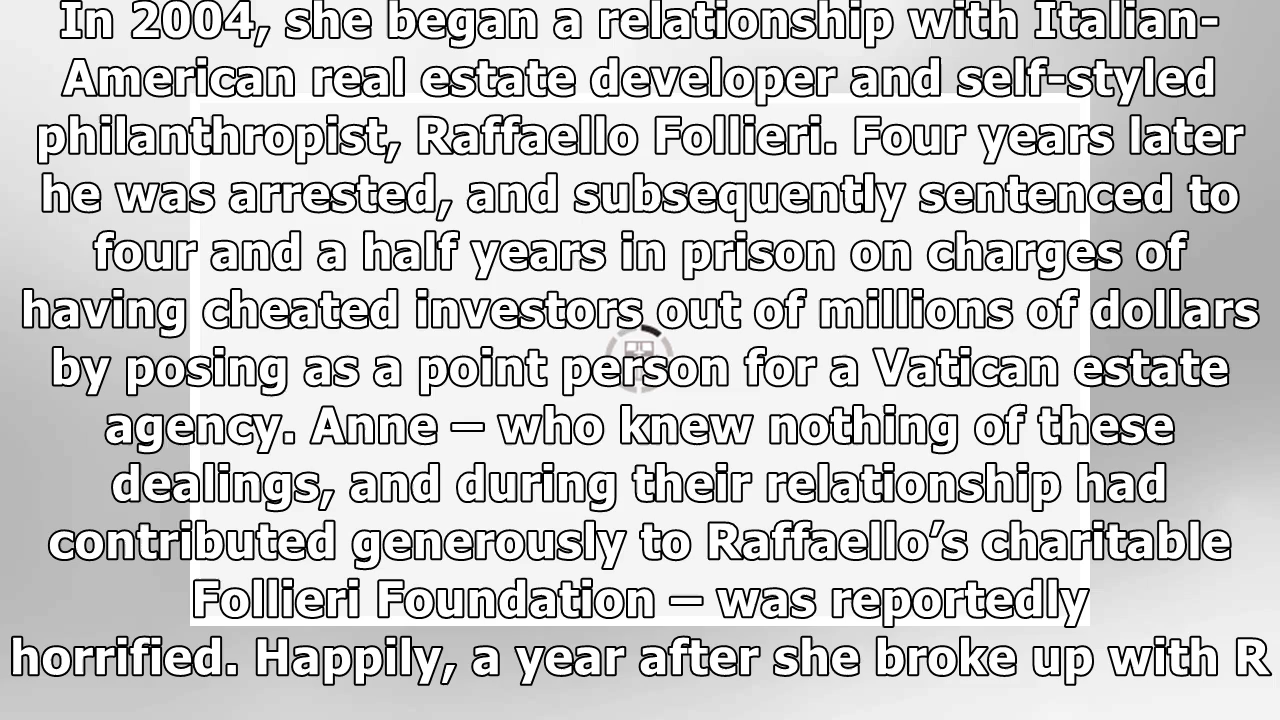 In 2004, she began a relationship with Italian-
American real estate developer and self-styled
philanthropist, Raffaello Follieri. Four years later
he was arrested, and subsequently sentenced to
four and a half years in prison on charges of
having cheated investors out of millions of dollars
by posing as a point person for a Vatican estate
agency. Anne – who knew nothing of these
dealings, and during their relationship had
contributed generously to Raffaello’s charitable
Follieri Foundation – was reportedly
horrified. Happily, a year after she broke up with R